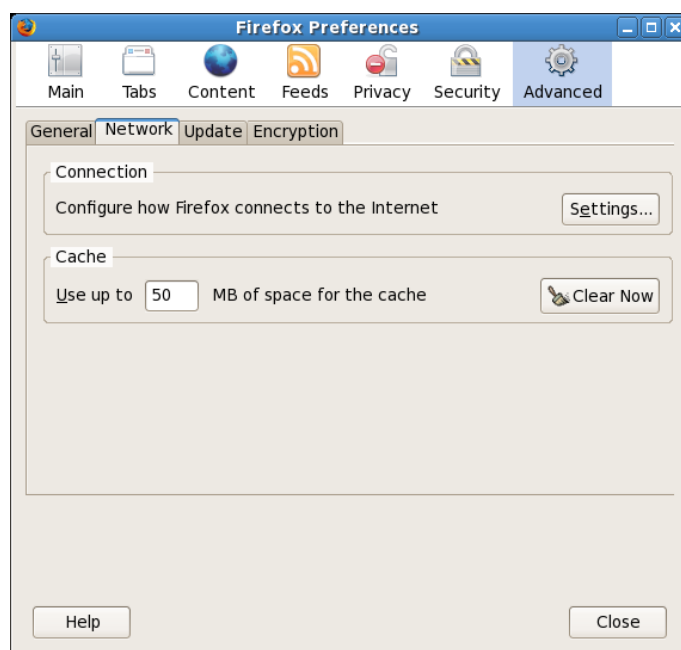 Firefox Preferences
Main Tabs Content Feeds Privacy Security Advanced
General Network Update Encryption
Connection
Configure how Firefox connects to the Internet Settings...
Cache
Use up to 50 MB of space for the cache Clear Now
Help Close